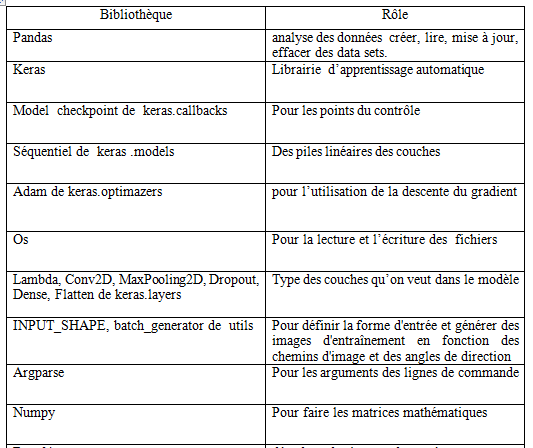 Bibliothèque Rôle
Pandas analyse des données créer, lire, mise à jour,
effacer des data sets.
Keras Librairie d’apprentissage automatique
Model checkpoint de keras.callbacks Pour les points du contrôle
Séquentiel de keras .models Des piles linéaires des couches
Adam de keras.optimazers pour l’utilisation de la descente du gradient
Os Pour la lecture et l’écriture des fichiers
Lambda, Conv2D, MaxPooling2D, Dropout, Type des couches qu’on veut dans le modèle
Dense, Flatten de keras.layers
INPUT_SHAPE, batch_generator de utils Pour définir la forme d'entrée et générer des
images d'entraînement en fonction des
chemins d'image et des angles de direction
Argparse Pour les arguments des lignes de commande
Numpy Pour faire les matrices mathématiques